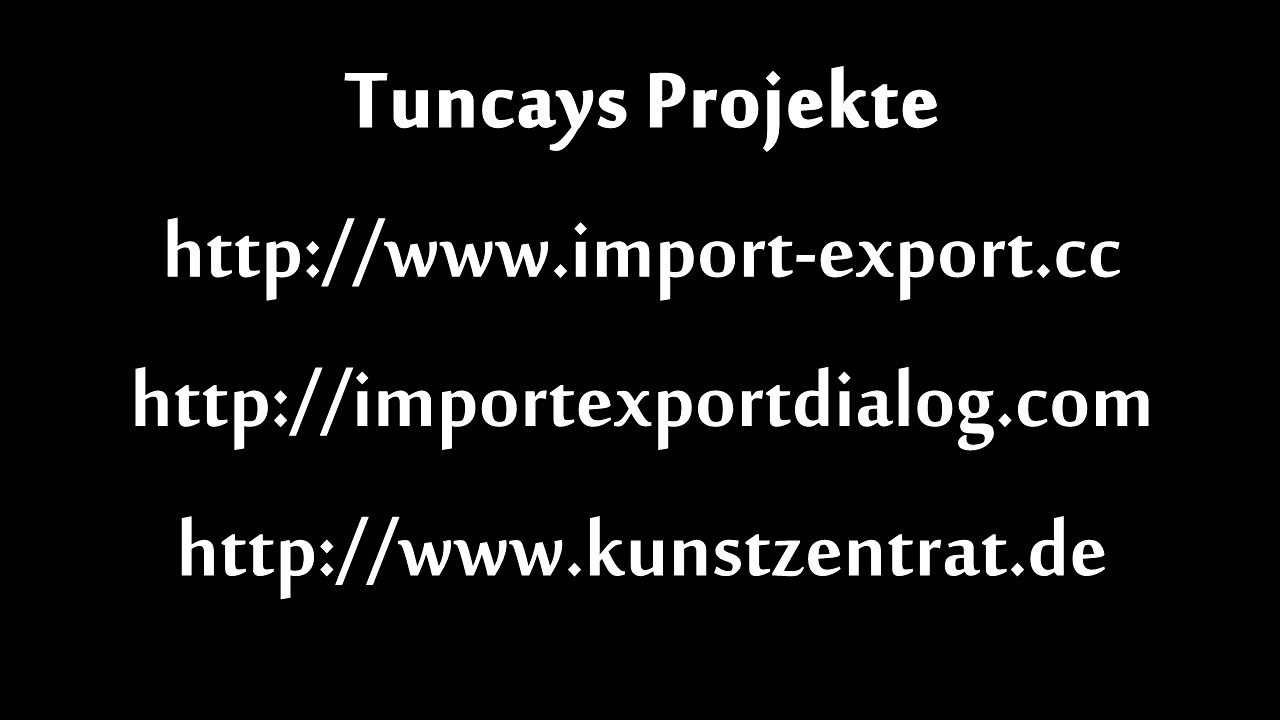 Tuncays Projekte
http://www.import-export.cc
http://importexportdialog.com
http://www.kunstzentrat.de